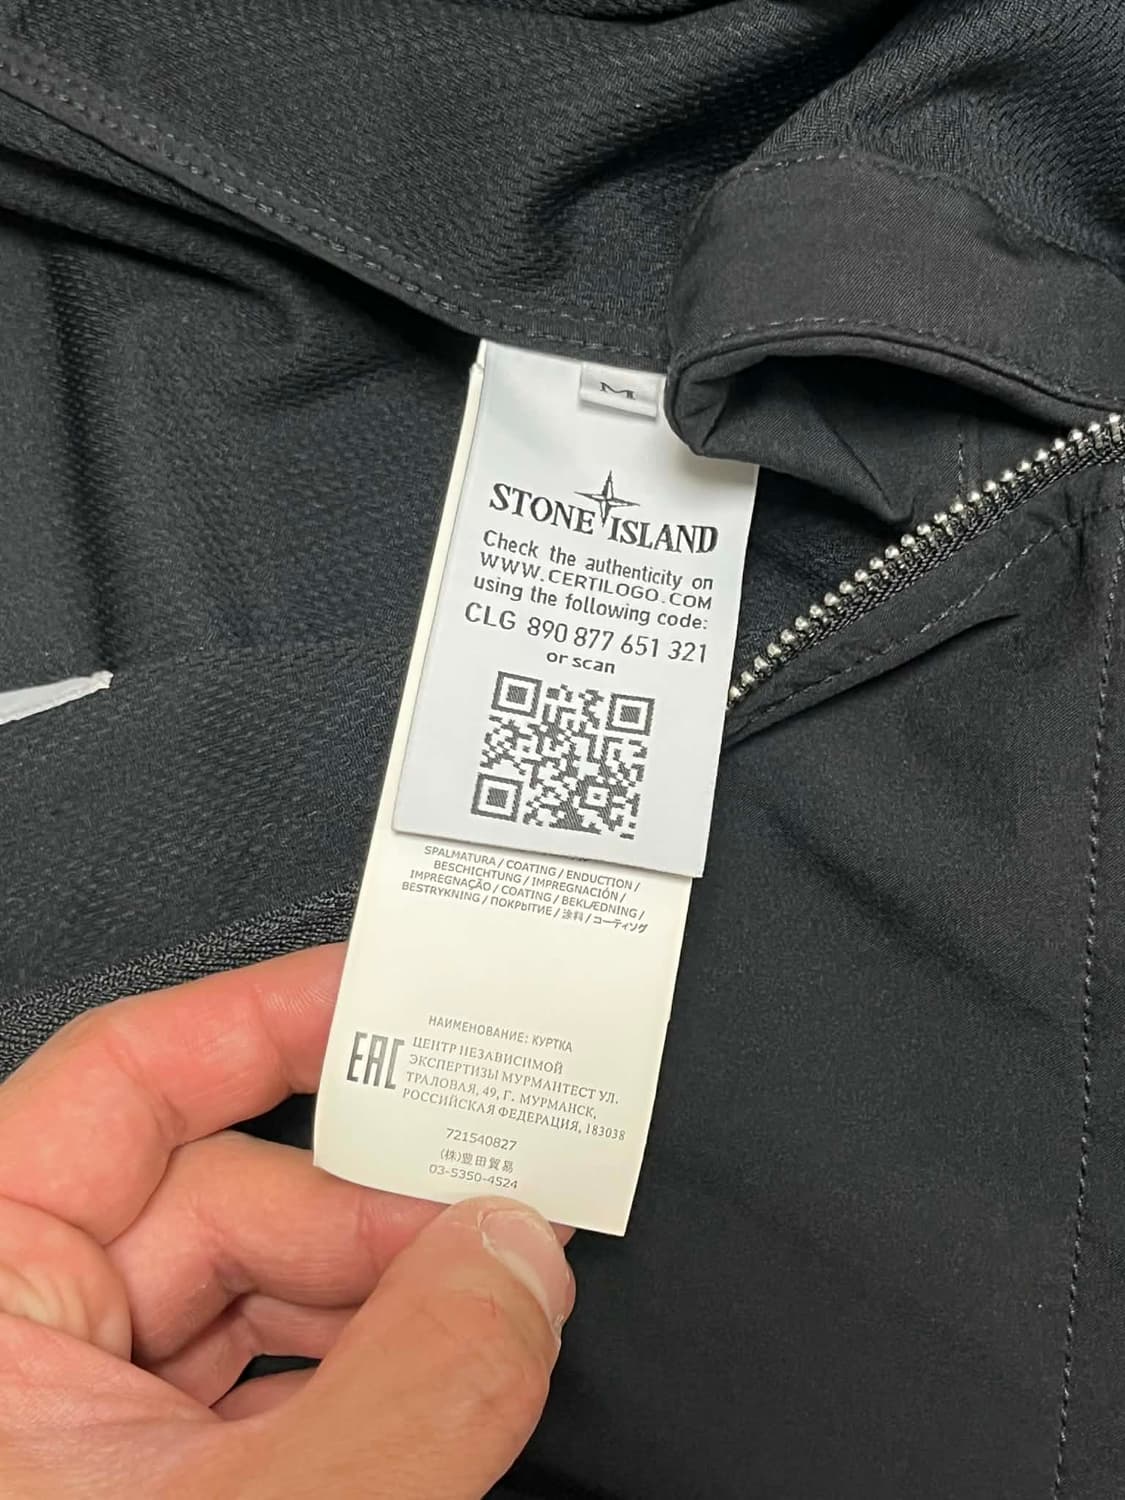 M
STONE ISLAND
Check the authenticity on
WWW.CERTILOGO.COM
using the following code:
CLG 890 877 651 321
or scan
SPALMATURA / COATING / ENDUCTION /
BESCHICHTUNG / IMPREGNACIÓN /
IMPREGNAÇÃO / COATING / BEKLÆDNING /
BESTRYKNING / ПОКРЫТИЕ / 涂料 / コーティング
НАИМЕНОВАНИЕ: КУРТКА
EAC
ЦЕНТР НЕЗАВИСИМОЙ
ЭКСПЕРТИЗЫ МУРМАНТЕСТ УЛ.
ТРАЛОВАЯ, 49, Г. МУРМАНСК,
РОССИЙСКАЯ ФЕДЕРАЦИЯ, 183038
721540827
(株)豊田貿易
03-5350-4524